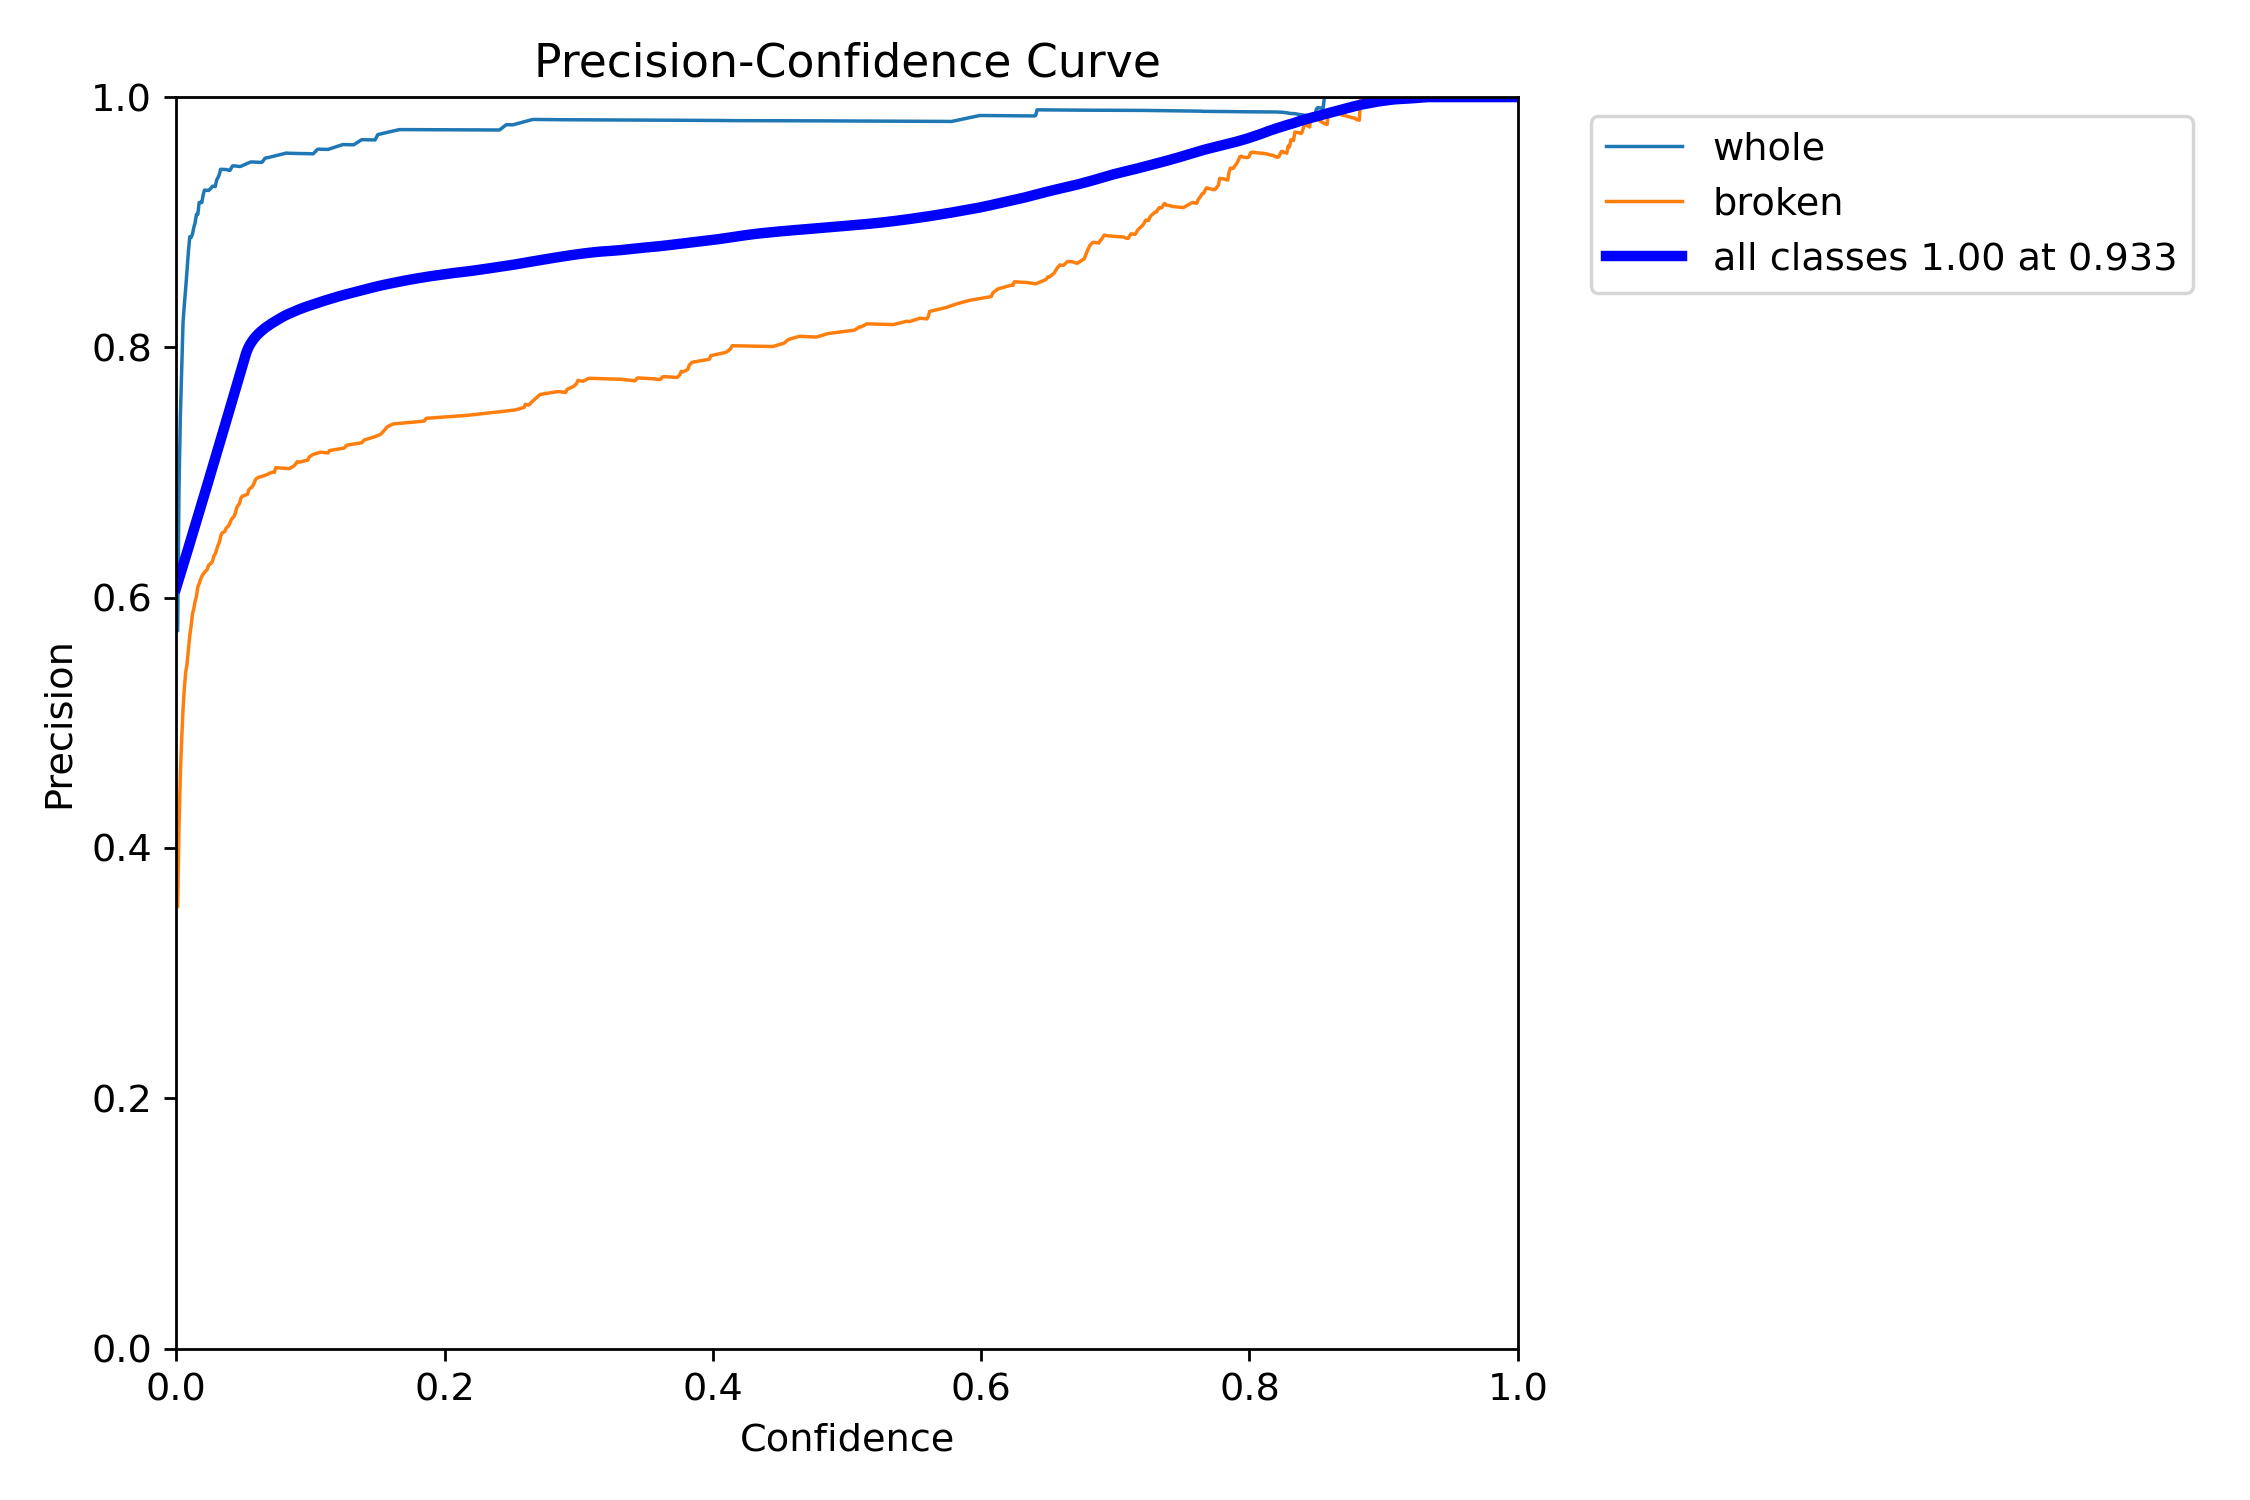 Precision-Confidence Curve
1.0
0.8
0.6
0.4
0.2
0.0
Precision
0.0 0.2 0.4 0.6 0.8 1.0
Confidence
whole
broken
all classes 1.00 at 0.933